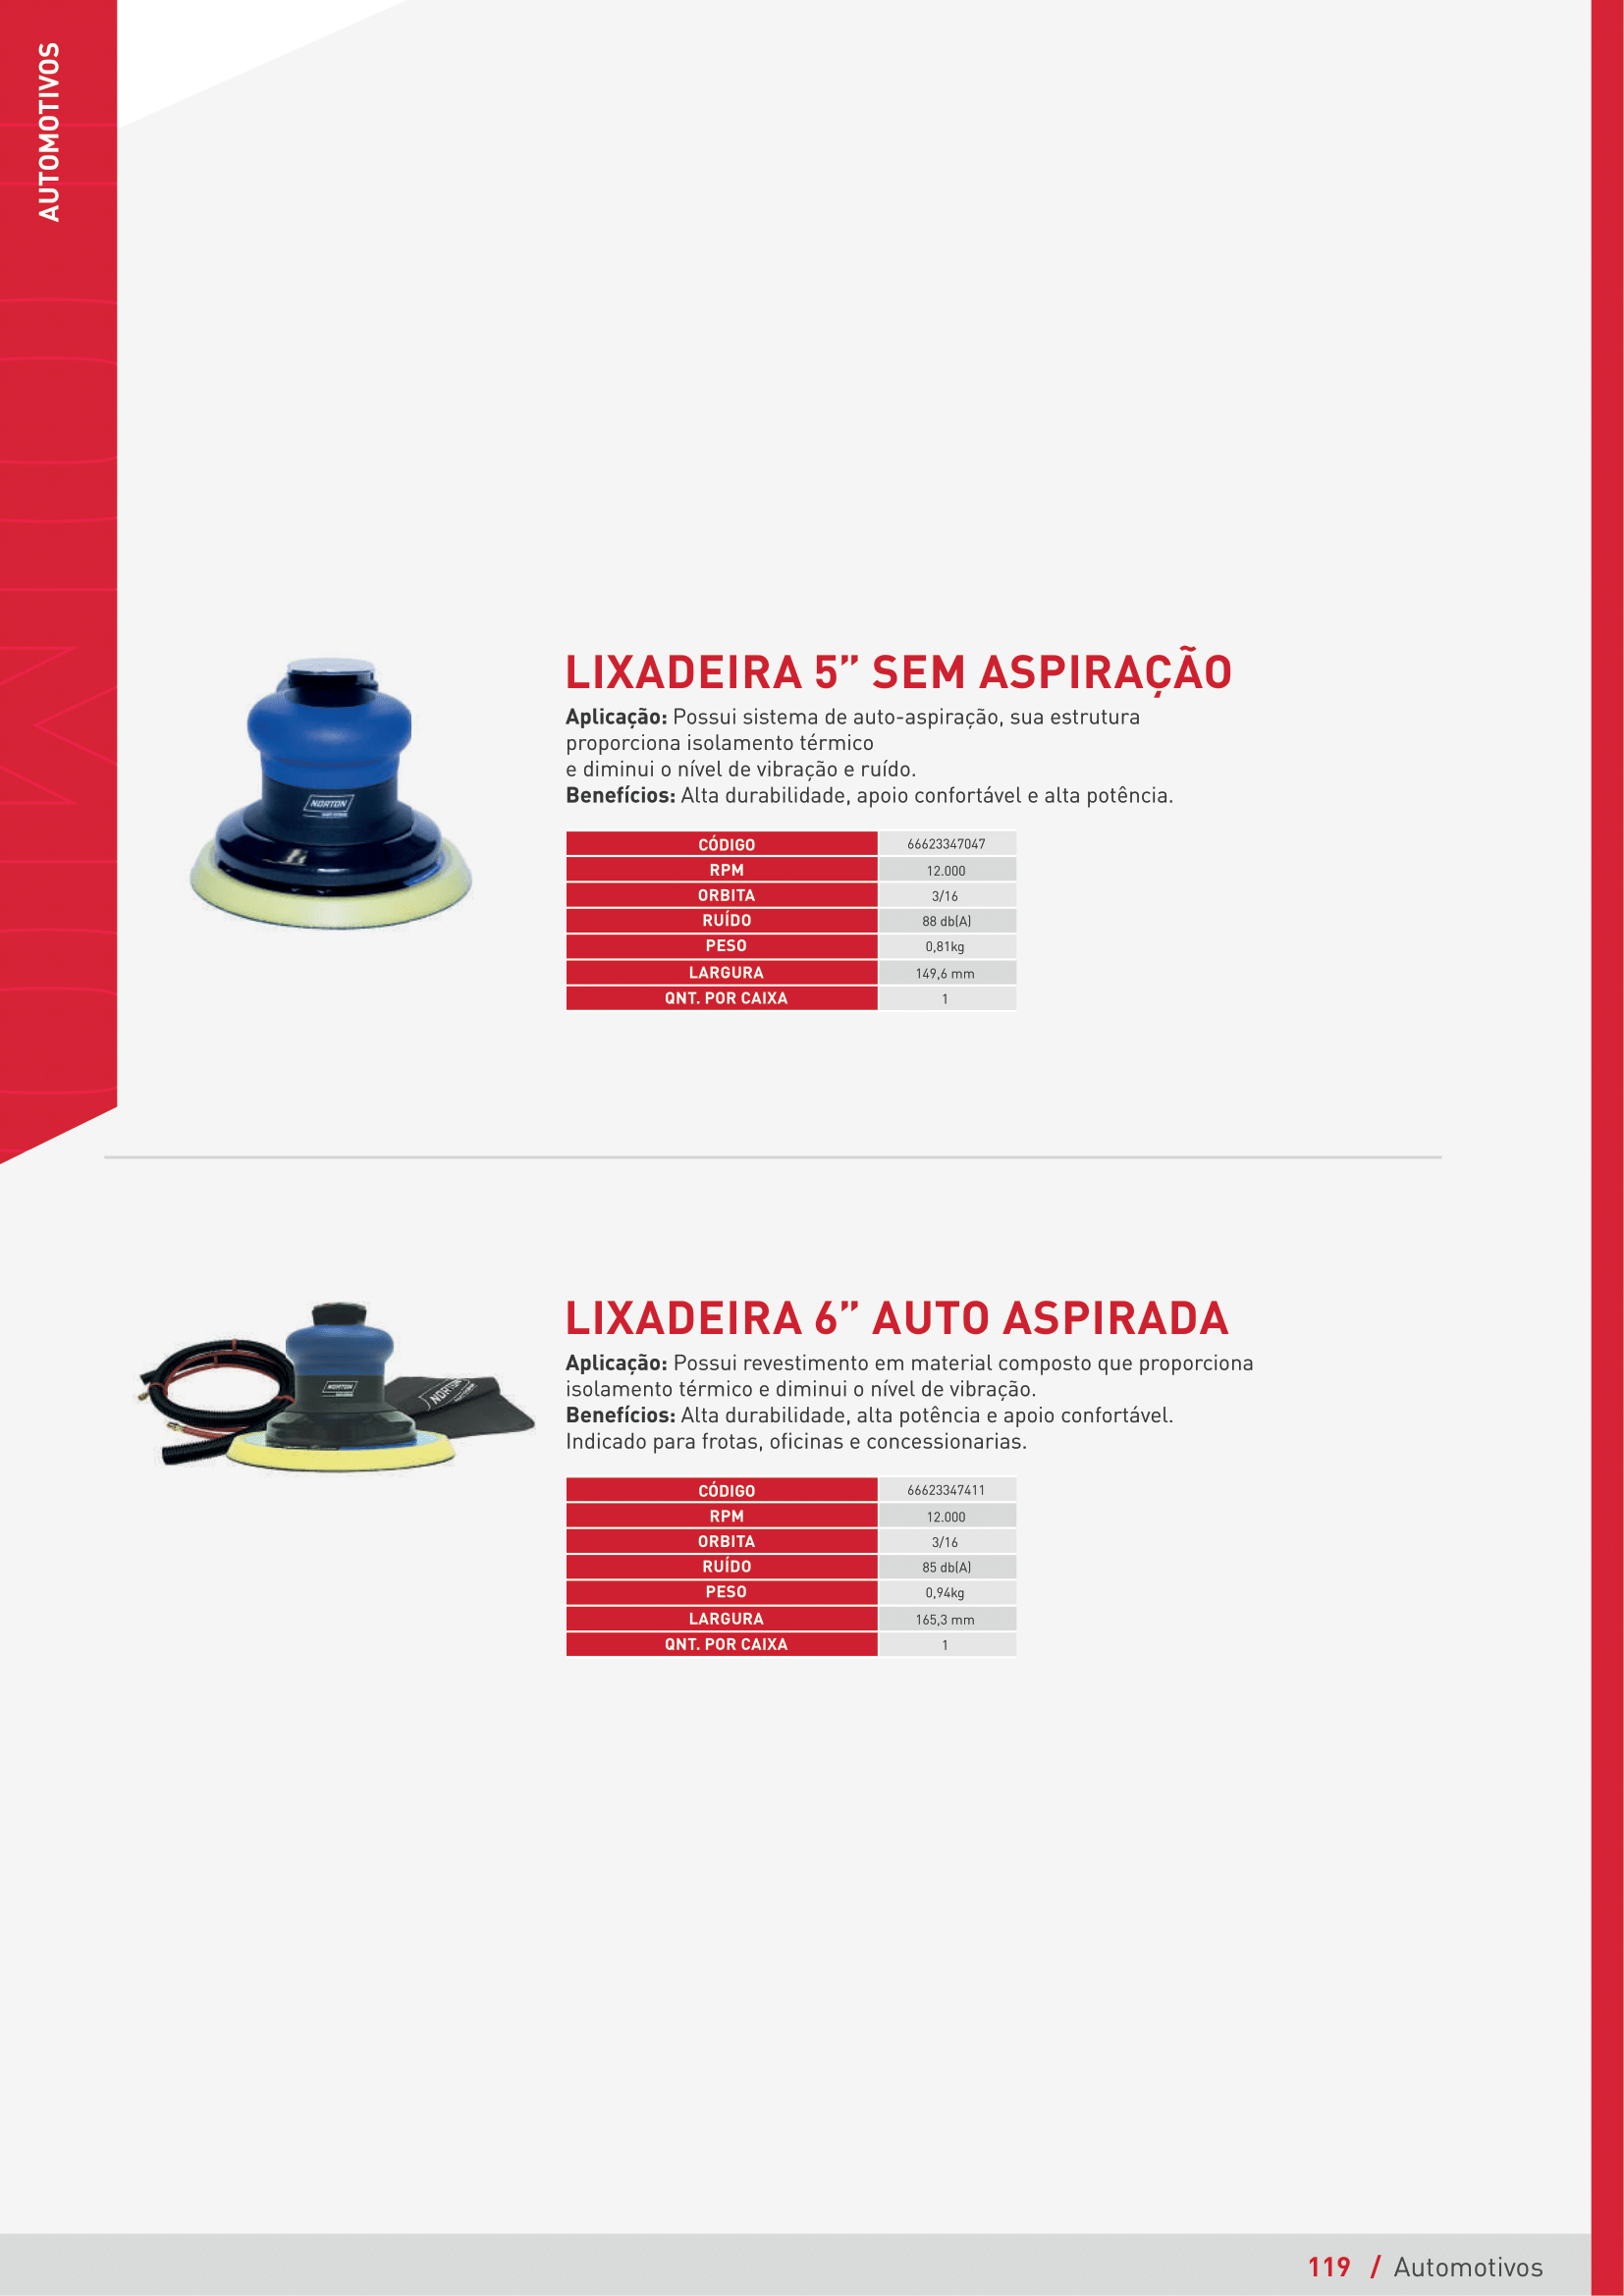 AUTOMOTIVOS
LIXADEIRA 5” SEM ASPIRAÇÃO
Aplicação: Possui sistema de auto-aspiração, sua estrutura
proporciona isolamento térmico
e diminui o nível de vibração e ruído.
Benefícios: Alta durabilidade, apoio confortável e alta potência.
NORTON
CÓDIGO 66623347047
RPM 12.000
ORBITA 3/16
RUÍDO 88 db(A)
PESO 0,81kg
LARGURA 149,6 mm
QNT. POR CAIXA 1
LIXADEIRA 6” AUTO ASPIRADA
Aplicação: Possui revestimento em material composto que proporciona
isolamento térmico e diminui o nível de vibração.
Benefícios: Alta durabilidade, alta potência e apoio confortável.
Indicado para frotas, oficinas e concessionarias.
NORTON
NORTON
CÓDIGO 66623347411
RPM 12.000
ORBITA 3/16
RUÍDO 85 db(A)
PESO 0,94kg
LARGURA 165,3 mm
QNT. POR CAIXA 1
119 / Automotivos